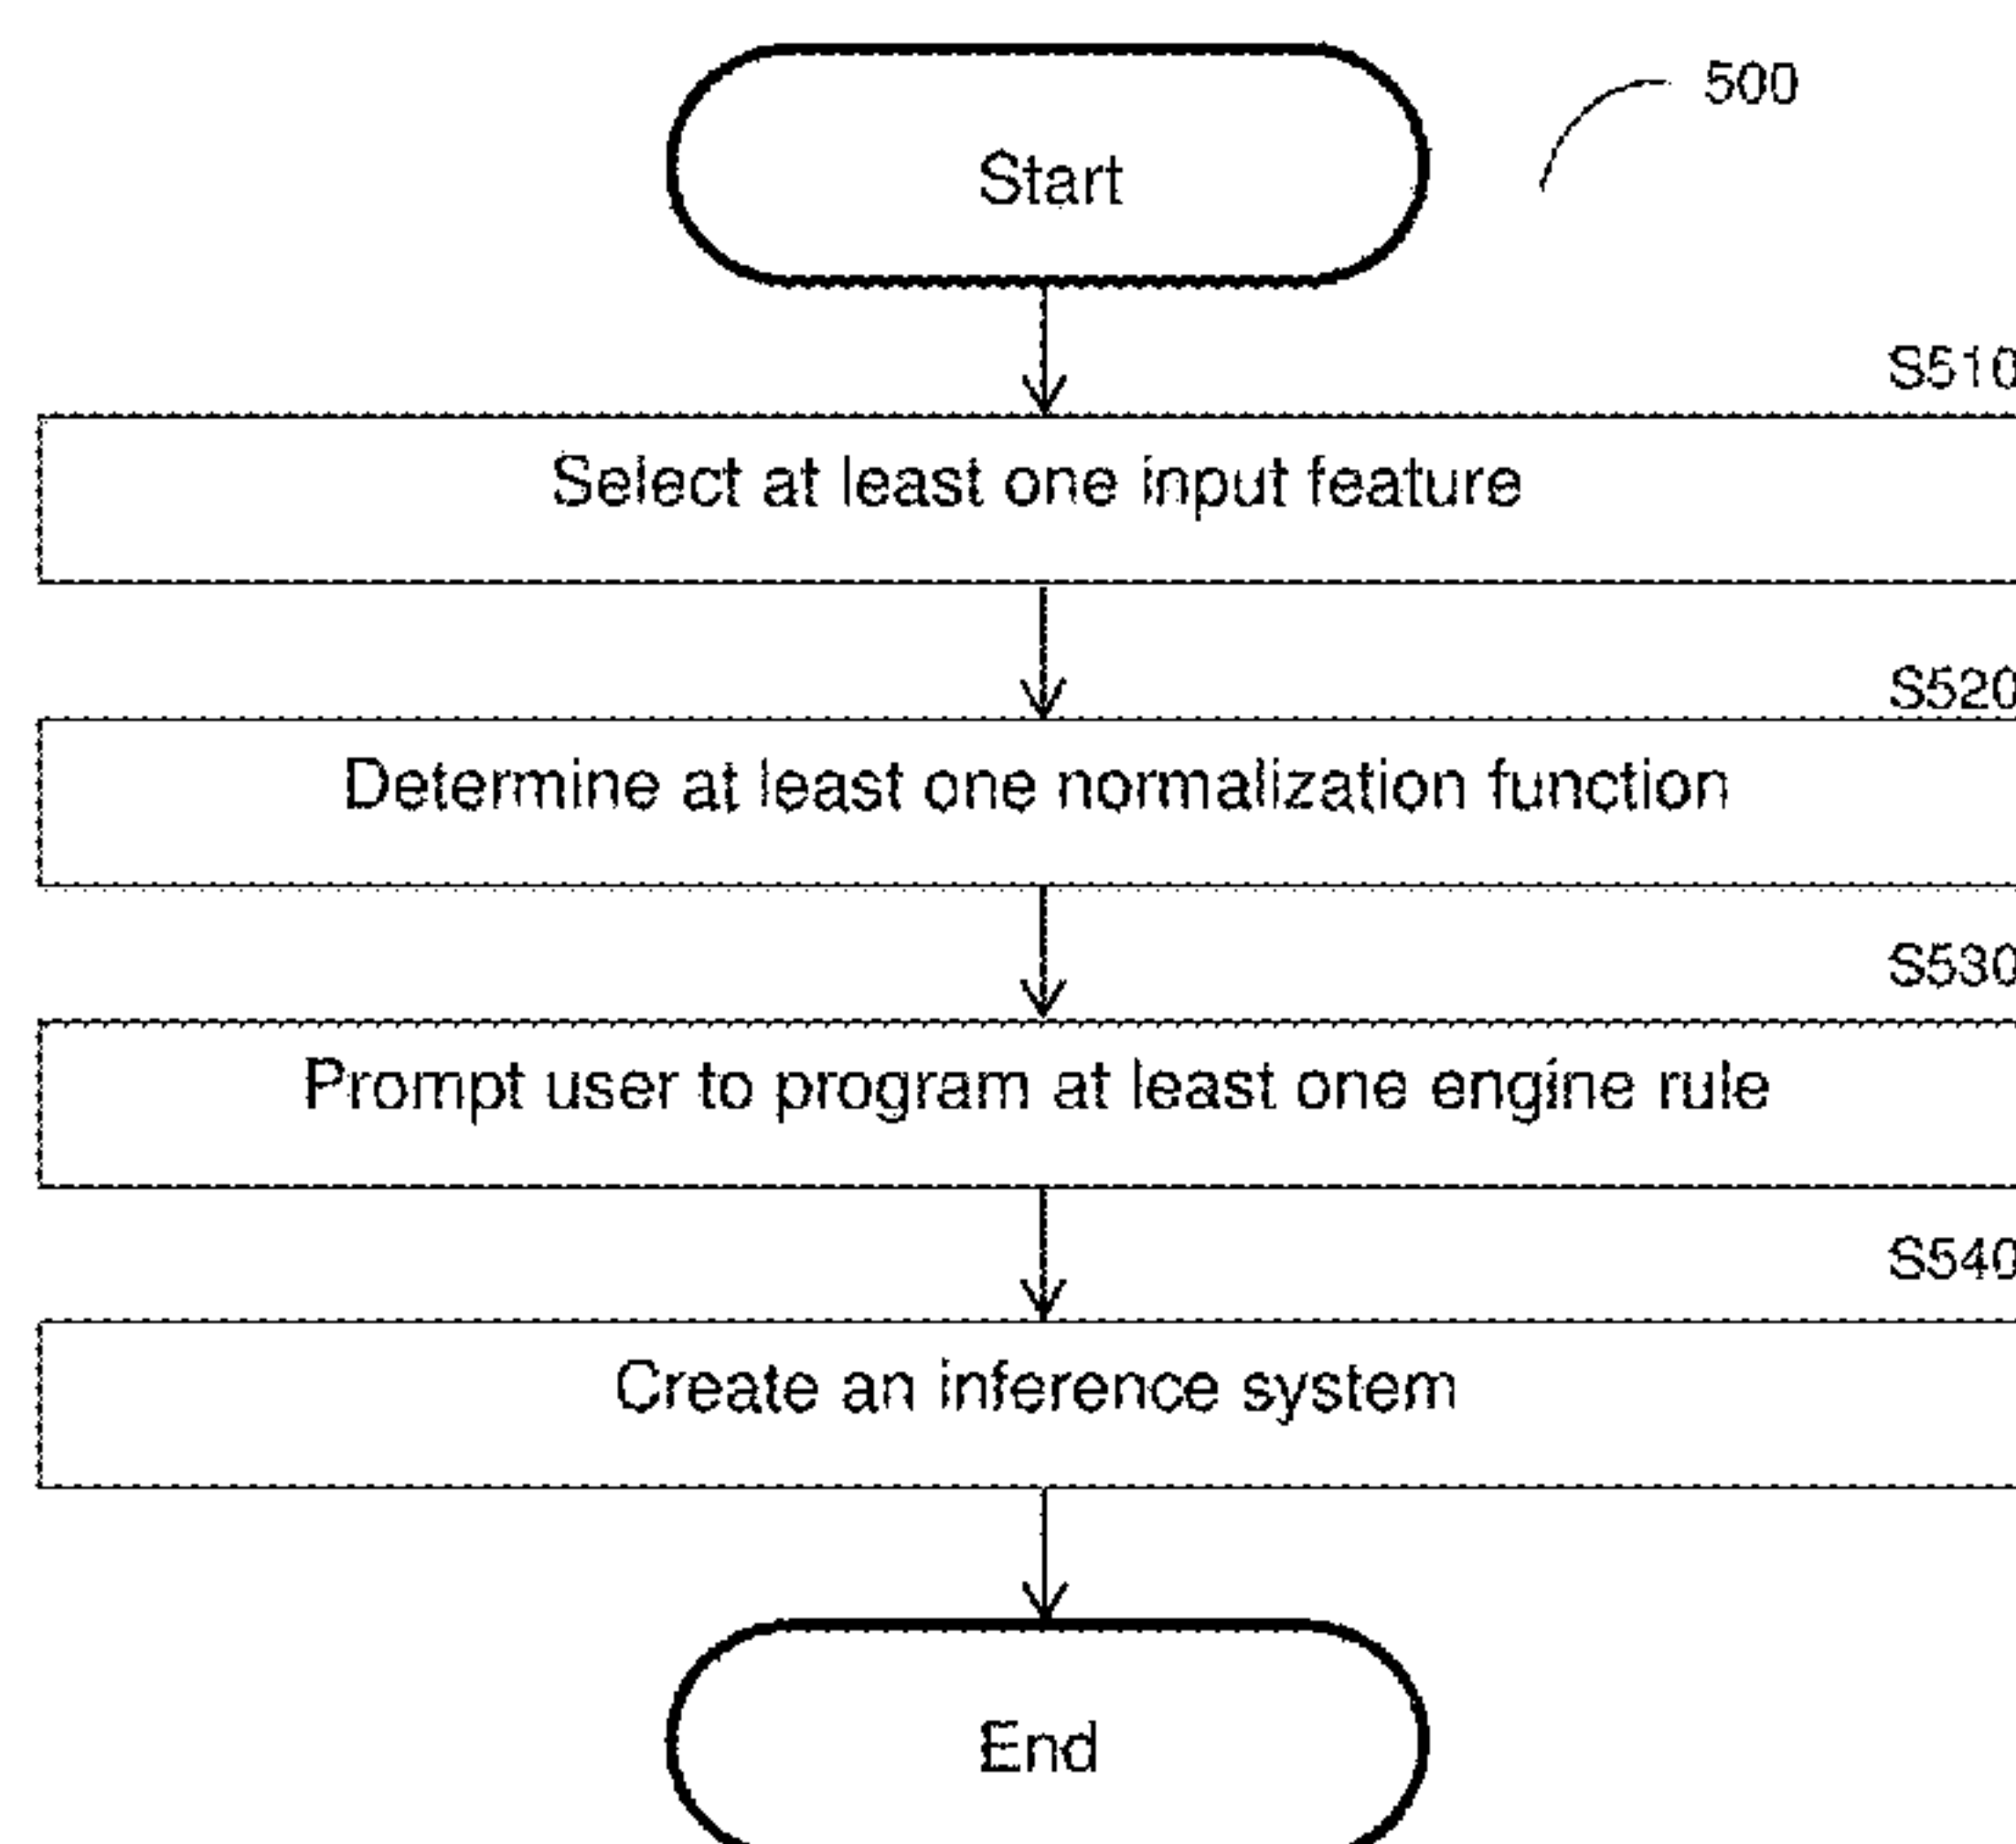 Start
500
S510
Select at least one input feature
S520
Determine at least one normalization function
S530
Prompt user to program at least one engine rule
S540
Create an inference system
End